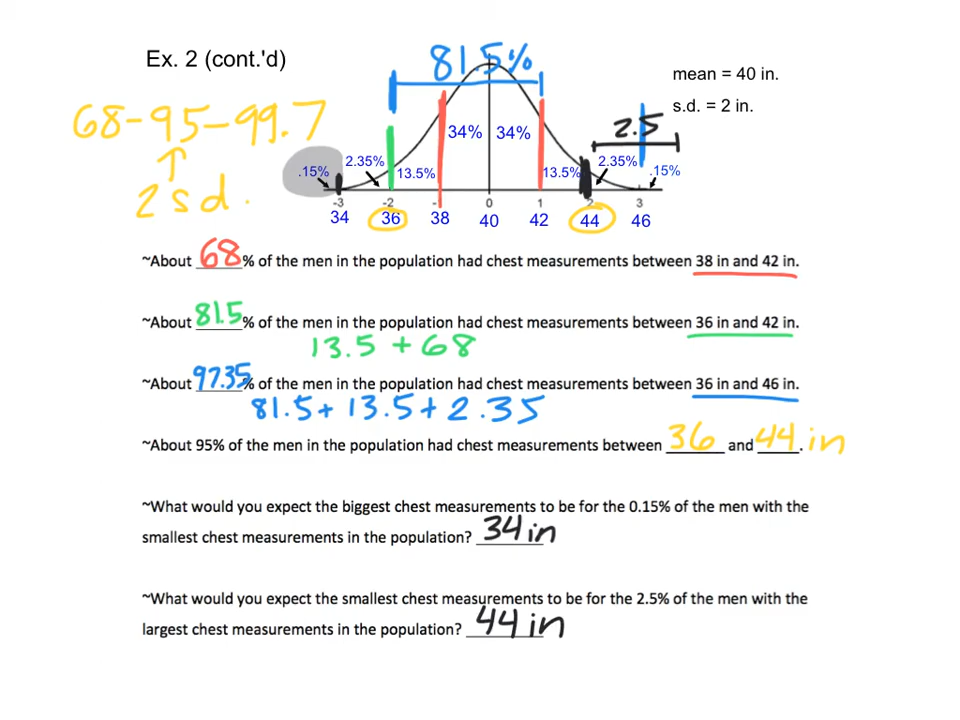 Ex. 2 (cont.'d)
81.5%
mean = 40 in.
s.d. = 2 in.
68-95-99.7
2.5
34% 34%
2 s d.
.15% 2.35% 13.5% 13.5% 2.35% .15%
-3 -2 -1 0 1 2 3
34 36 38 40 42 44 46
~About 68% of the men in the population had chest measurements between 38 in and 42 in.
~About 81.5% of the men in the population had chest measurements between 36 in and 42 in.
13.5 + 68
~About 97.35% of the men in the population had chest measurements between 36 in and 46 in.
81.5 + 13.5 + 2.35
~About 95% of the men in the population had chest measurements between 36 and 44 in.
~What would you expect the biggest chest measurements to be for the 0.15% of the men with the
smallest chest measurements in the population? 34 in
~What would you expect the smallest chest measurements to be for the 2.5% of the men with the
largest chest measurements in the population? 44 in